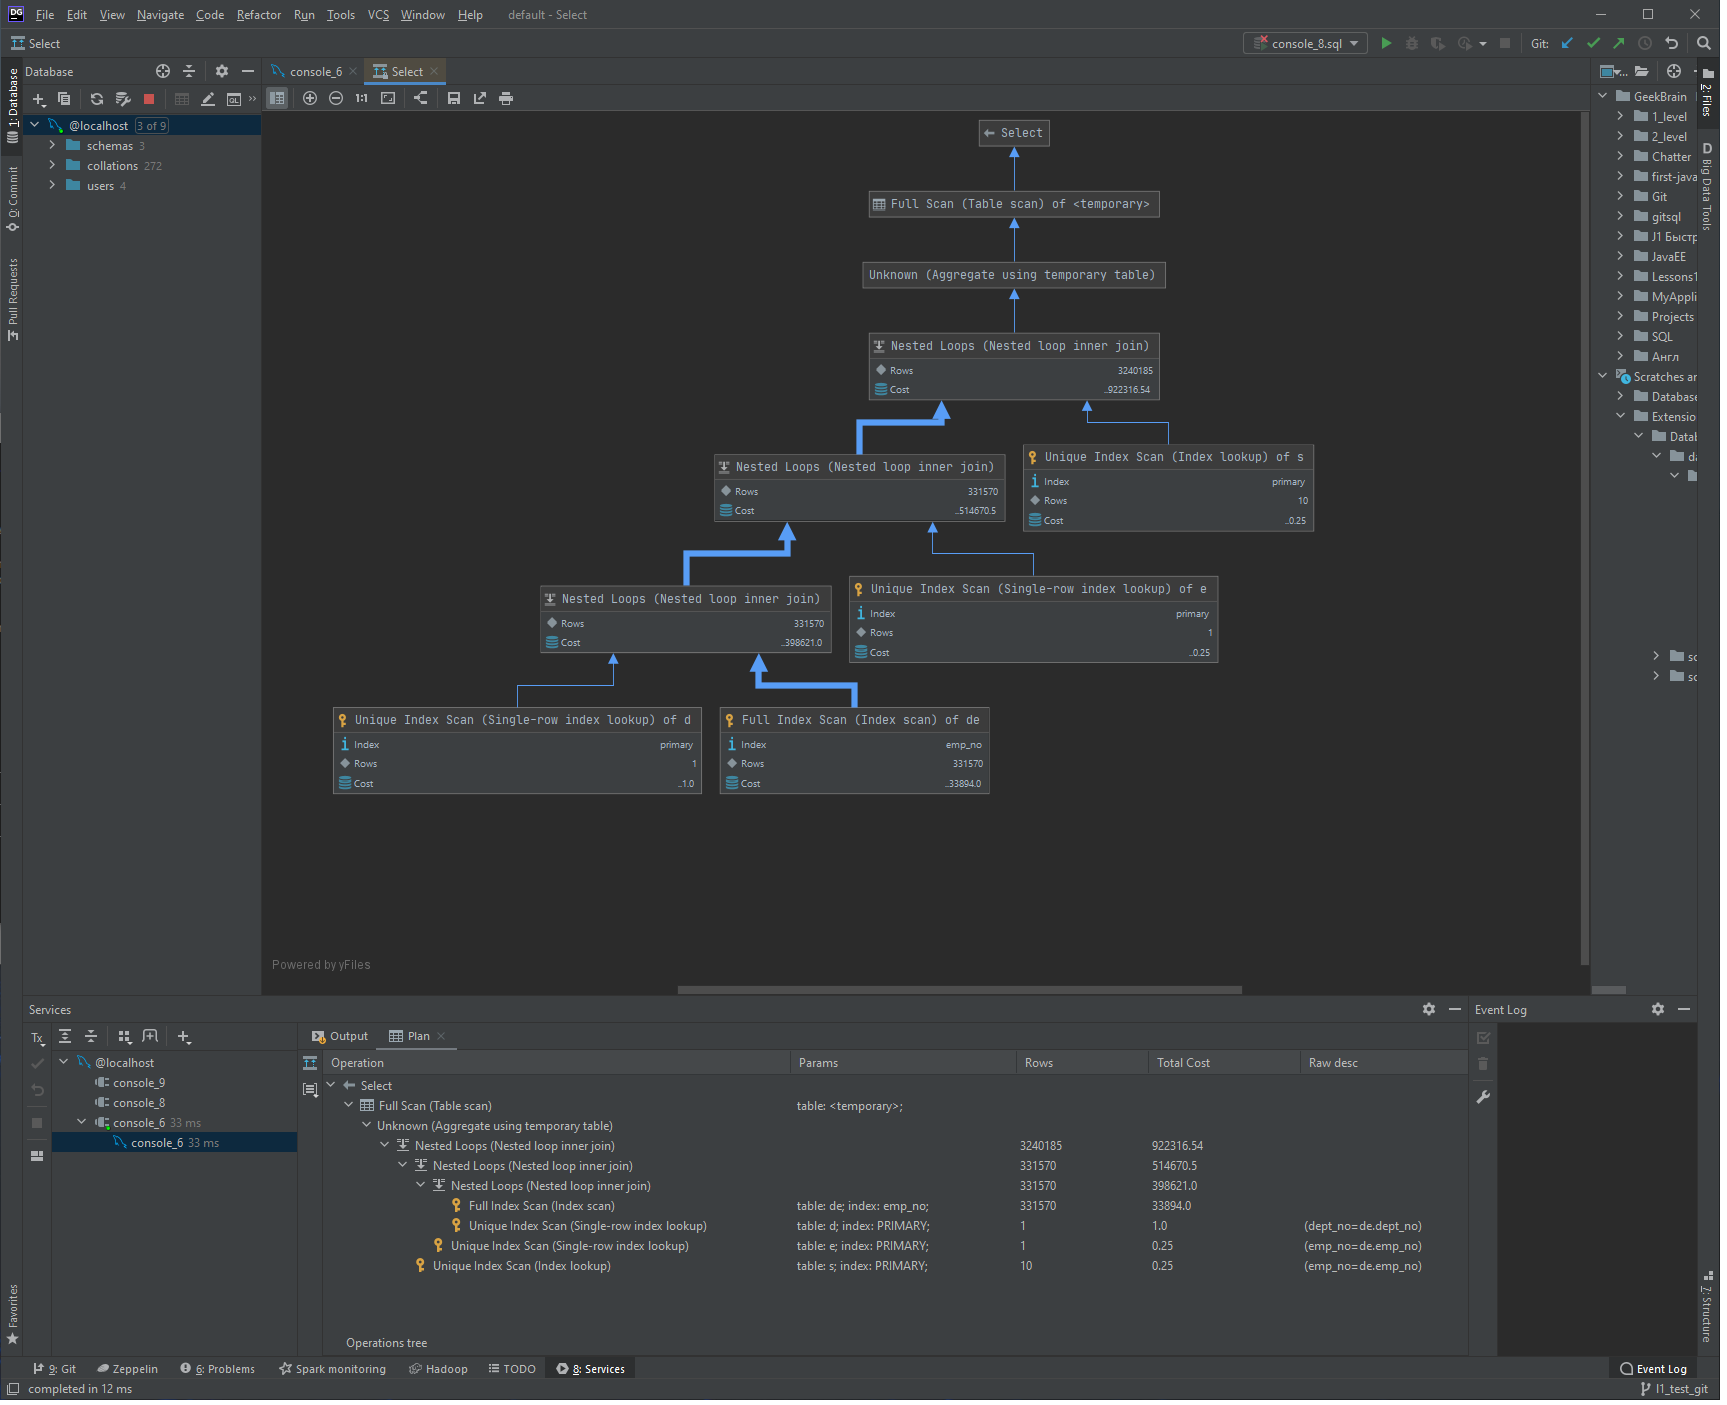 DG File Edit View Navigate Code Refactor Run Tools VCS Window Help default - Select
Select
console_8.sql
Git:
1: Database
0: Commit
Pull Requests
Favorites
Database
@localhost 3 of 9
schemas 3
collations 272
users 4
console_6
Select
1:1
QL
← Select
Full Scan (Table scan) of <temporary>
Unknown (Aggregate using temporary table)
Nested Loops (Nested loop inner join)
Rows 3240185
Cost ..922316.54
Nested Loops (Nested loop inner join)
Rows 331570
Cost ..514670.5
Unique Index Scan (Index lookup) of s
Index primary
Rows 10
Cost ..0.25
Nested Loops (Nested loop inner join)
Rows 331570
Cost ..398621.0
Unique Index Scan (Single-row index lookup) of e
Index primary
Rows 1
Cost ..0.25
Unique Index Scan (Single-row index lookup) of d
Index primary
Rows 1
Cost ..1.0
Full Index Scan (Index scan) of de
Index emp_no
Rows 331570
Cost ..33894.0
Powered by yFiles
GeekBrain
1_level
2_level
Chatter
first-java
Git
gitsql
J1 Быстр
JavaEE
Lessons1
MyAppli
Projects
SQL
Англ
Scratches ar
Database
Extensio
Datab
da
sc
sc
2: Files
D Big Data Tools
7: Structure
Services
Tx
@localhost
console_9
console_8
console_6 33 ms
console_6 33 ms
Output
Plan
Operation Params Rows Total Cost Raw desc
Select
Full Scan (Table scan) table: <temporary>;
Unknown (Aggregate using temporary table)
Nested Loops (Nested loop inner join) 3240185 922316.54
Nested Loops (Nested loop inner join) 331570 514670.5
Nested Loops (Nested loop inner join) 331570 398621.0
Full Index Scan (Index scan) table: de; index: emp_no; 331570 33894.0
Unique Index Scan (Single-row index lookup) table: d; index: PRIMARY; 1 1.0 (dept_no=de.dept_no)
Unique Index Scan (Single-row index lookup) table: e; index: PRIMARY; 1 0.25 (emp_no=de.emp_no)
Unique Index Scan (Index lookup) table: s; index: PRIMARY; 10 0.25 (emp_no=de.emp_no)
Operations tree
Event Log
9: Git Zeppelin 6: Problems Spark monitoring Hadoop TODO 8: Services Event Log
completed in 12 ms
l1_test_git